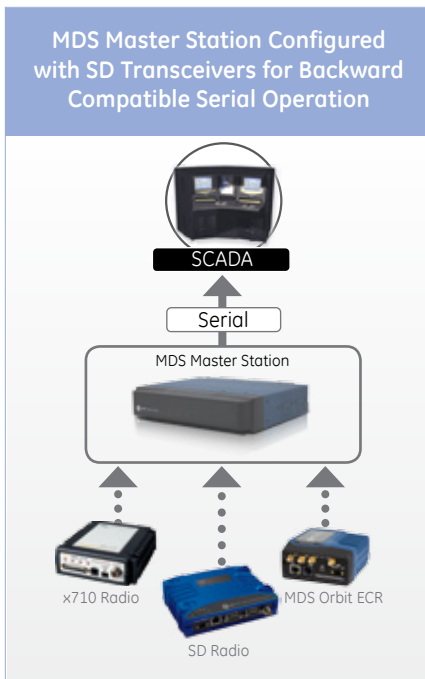 MDS Master Station Configured
with SD Transceivers for Backward
Compatible Serial Operation
SCADA
Serial
MDS Master Station
x710 Radio
MDS Orbit ECR
SD Radio